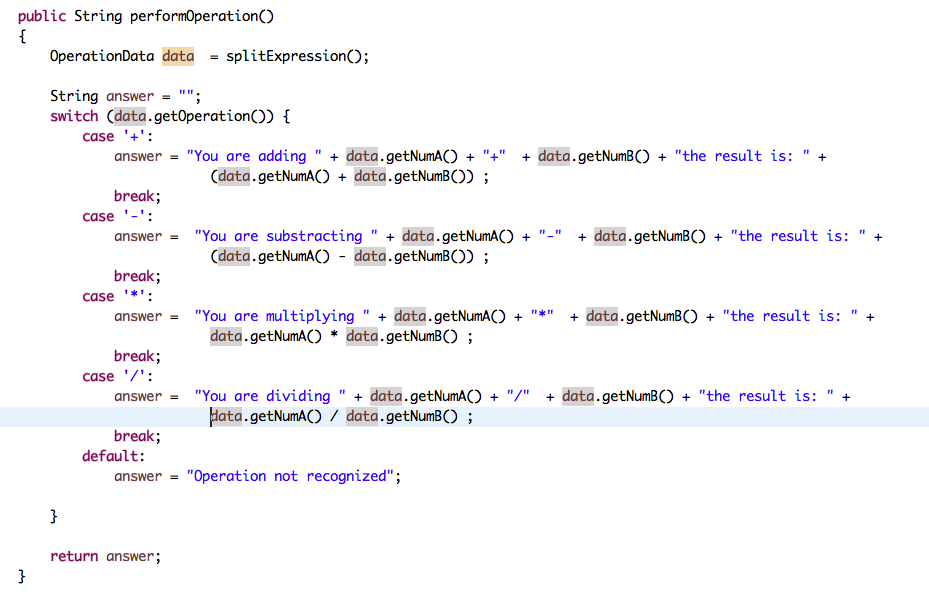 public String performOperation()
{
    OperationData data  = splitExpression();

    String answer = "";
    switch (data.getOperation()) {
        case '+':
            answer = "You are adding " + data.getNumA() + "+"  + data.getNumB() + "the result is: " +
                        (data.getNumA() + data.getNumB()) ;
            break;
        case '-':
            answer =  "You are substracting " + data.getNumA() + "-"  + data.getNumB() + "the result is: " +
                        (data.getNumA() - data.getNumB()) ;
            break;
        case '*':
            answer =  "You are multiplying " + data.getNumA() + "*"  + data.getNumB() + "the result is: " +
                        data.getNumA() * data.getNumB() ;
            break;
        case '/':
            answer =  "You are dividing " + data.getNumA() + "/"  + data.getNumB() + "the result is: " +
                        data.getNumA() / data.getNumB() ;
            break;
        default:
            answer = "Operation not recognized";

    }

    return answer;
}